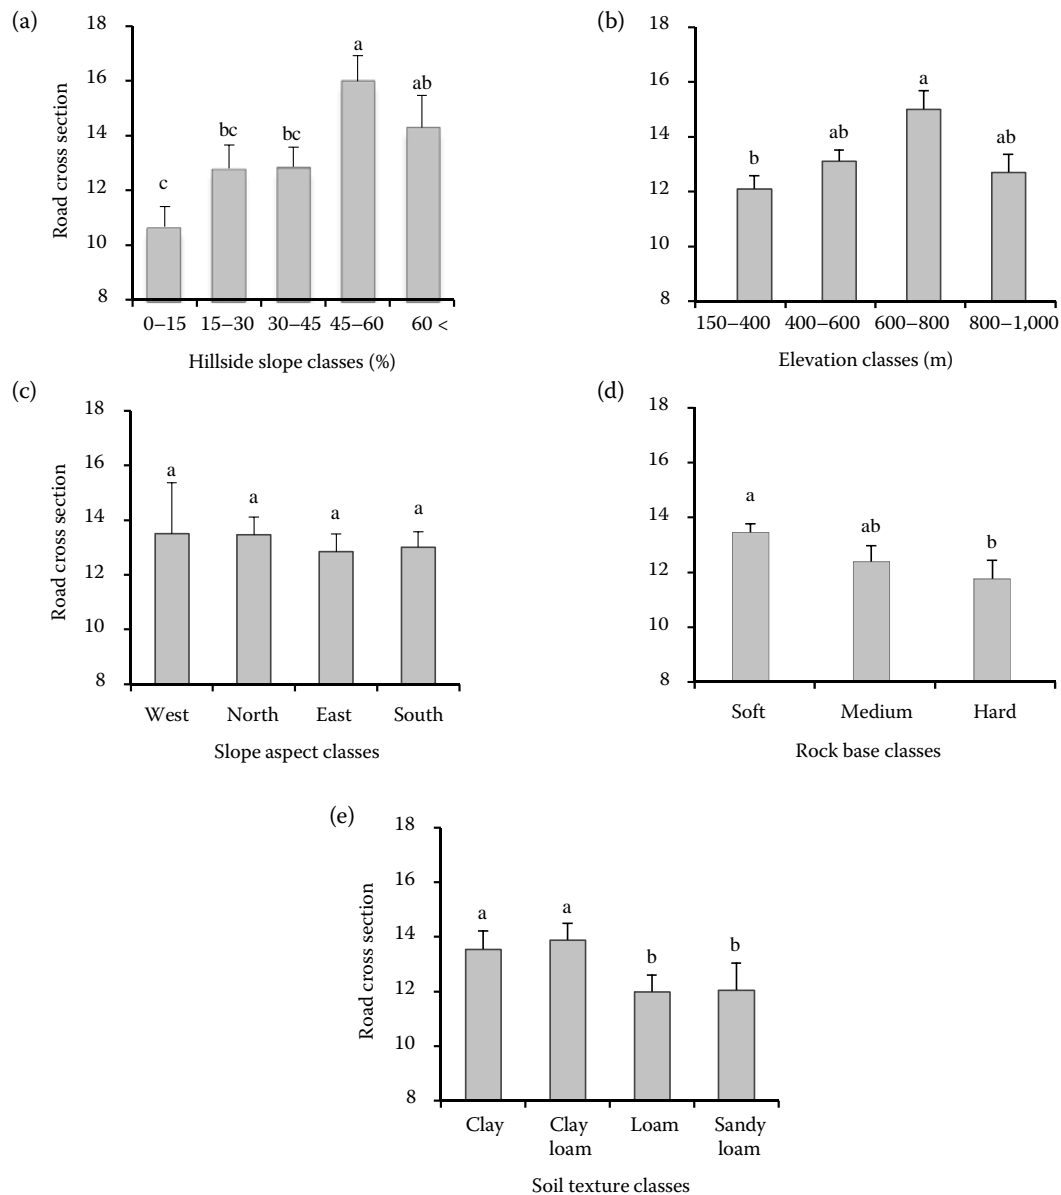 (a)
18
16
14
12
10
8
Road cross section
c
bc
bc
a
ab
0–15 15–30 30–45 45–60 60 <
Hillside slope classes (%)
(b)
18
16
14
12
10
8
b
ab
a
ab
150–400 400–600 600–800 800–1,000
Elevation classes (m)
(c)
18
16
14
12
10
8
Road cross section
a
a
a
a
West North East South
Slope aspect classes
(d)
18
16
14
12
10
8
a
ab
b
Soft Medium Hard
Rock base classes
(e)
18
16
14
12
10
8
Road cross section
a
a
b
b
Clay Clay Loam Sandy
loam loam
Soil texture classes